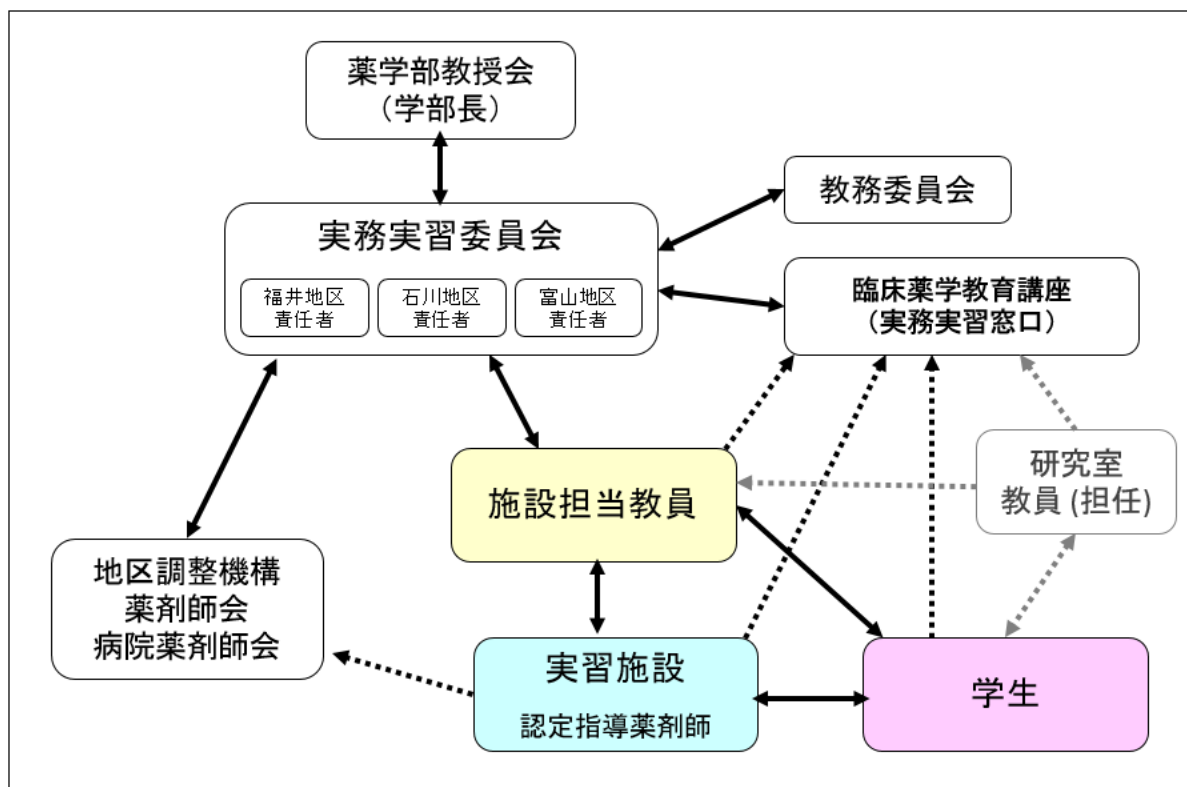 薬学部教授会
（学部長）
教務委員会
実務実習委員会
福井地区
責任者
石川地区
責任者
富山地区
責任者
臨床薬学教育講座
（実務実習窓口）
研究室
教員 (担任)
施設担当教員
地区調整機構
薬剤師会
病院薬剤師会
実習施設
認定指導薬剤師
学生